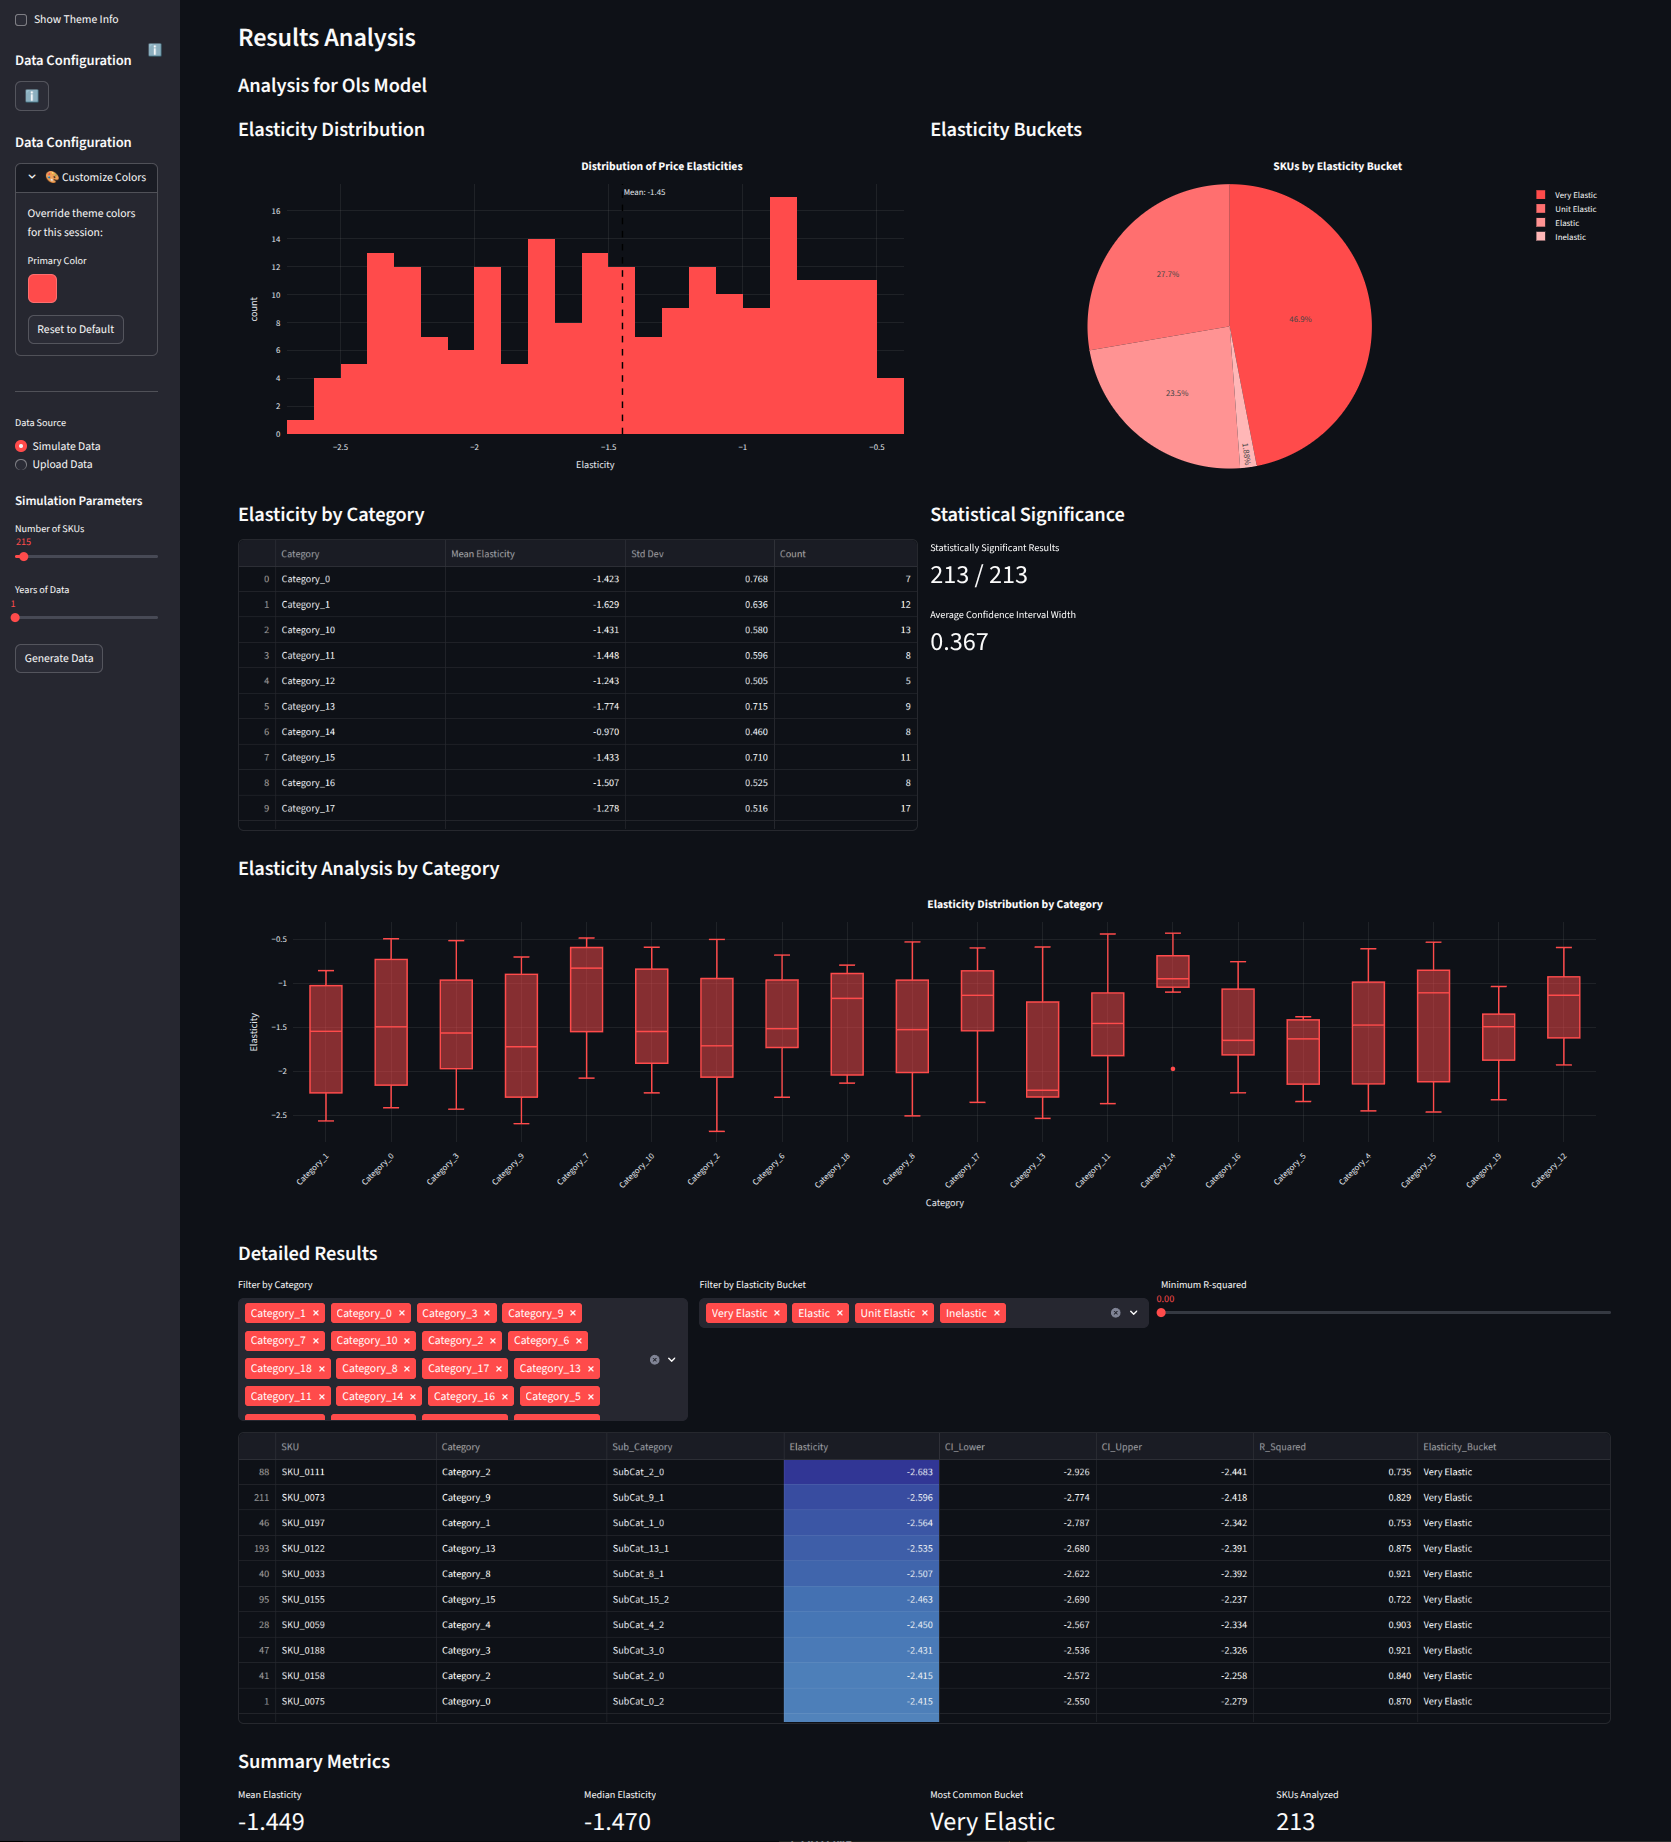 Show Theme Info
Data Configuration
Data Configuration
Customize Colors
Override theme colors
for this session:
Primary Color
Reset to Default
Data Source
Simulate Data
Upload Data
Simulation Parameters
Number of SKUs
215
Years of Data
1
Generate Data
Results Analysis
Analysis for Ols Model
Elasticity Distribution
Distribution of Price Elasticities
Mean: -1.45
16
14
12
10
8
6
4
2
0
count
−2.5 −2 −1.5 −1 −0.5
Elasticity
Elasticity Buckets
SKUs by Elasticity Bucket
Very Elastic
Unit Elastic
Elastic
Inelastic
27.7%
46.9%
23.5%
1.88%
Elasticity by Category
Category Mean Elasticity Std Dev Count
0 Category_0 -1.423 0.768 7
1 Category_1 -1.629 0.636 12
2 Category_10 -1.431 0.580 13
3 Category_11 -1.448 0.596 8
4 Category_12 -1.243 0.505 5
5 Category_13 -1.774 0.715 9
6 Category_14 -0.970 0.460 8
7 Category_15 -1.433 0.710 11
8 Category_16 -1.507 0.525 8
9 Category_17 -1.278 0.516 17
Statistical Significance
Statistically Significant Results
213 / 213
Average Confidence Interval Width
0.367
Elasticity Analysis by Category
Elasticity Distribution by Category
−0.5
−1
−1.5
−2
−2.5
Elasticity
Category_1 Category_0 Category_3 Category_9 Category_7 Category_10 Category_2 Category_6 Category_18 Category_8 Category_17 Category_13 Category_11 Category_14 Category_16 Category_5 Category_4 Category_15 Category_19 Category_12
Category
Detailed Results
Filter by Category
Category_1 × Category_0 × Category_3 × Category_9 ×
Category_7 × Category_10 × Category_2 × Category_6 ×
Category_18 × Category_8 × Category_17 × Category_13 ×
Category_11 × Category_14 × Category_16 × Category_5 ×
Filter by Elasticity Bucket
Very Elastic × Elastic × Unit Elastic × Inelastic ×
Minimum R-squared
0.00
SKU Category Sub_Category Elasticity CI_Lower CI_Upper R_Squared Elasticity_Bucket
88 SKU_0111 Category_2 SubCat_2_0 -2.683 -2.926 -2.441 0.735 Very Elastic
211 SKU_0073 Category_9 SubCat_9_1 -2.596 -2.774 -2.418 0.829 Very Elastic
46 SKU_0197 Category_1 SubCat_1_0 -2.564 -2.787 -2.342 0.753 Very Elastic
193 SKU_0122 Category_13 SubCat_13_1 -2.535 -2.680 -2.391 0.875 Very Elastic
40 SKU_0033 Category_8 SubCat_8_1 -2.507 -2.622 -2.392 0.921 Very Elastic
95 SKU_0155 Category_15 SubCat_15_2 -2.463 -2.690 -2.237 0.722 Very Elastic
28 SKU_0059 Category_4 SubCat_4_2 -2.450 -2.567 -2.334 0.903 Very Elastic
47 SKU_0188 Category_3 SubCat_3_0 -2.431 -2.536 -2.326 0.921 Very Elastic
41 SKU_0158 Category_2 SubCat_2_0 -2.415 -2.572 -2.258 0.840 Very Elastic
1 SKU_0075 Category_0 SubCat_0_2 -2.415 -2.550 -2.279 0.870 Very Elastic
Summary Metrics
Mean Elasticity
-1.449
Median Elasticity
-1.470
Most Common Bucket
Very Elastic
SKUs Analyzed
213